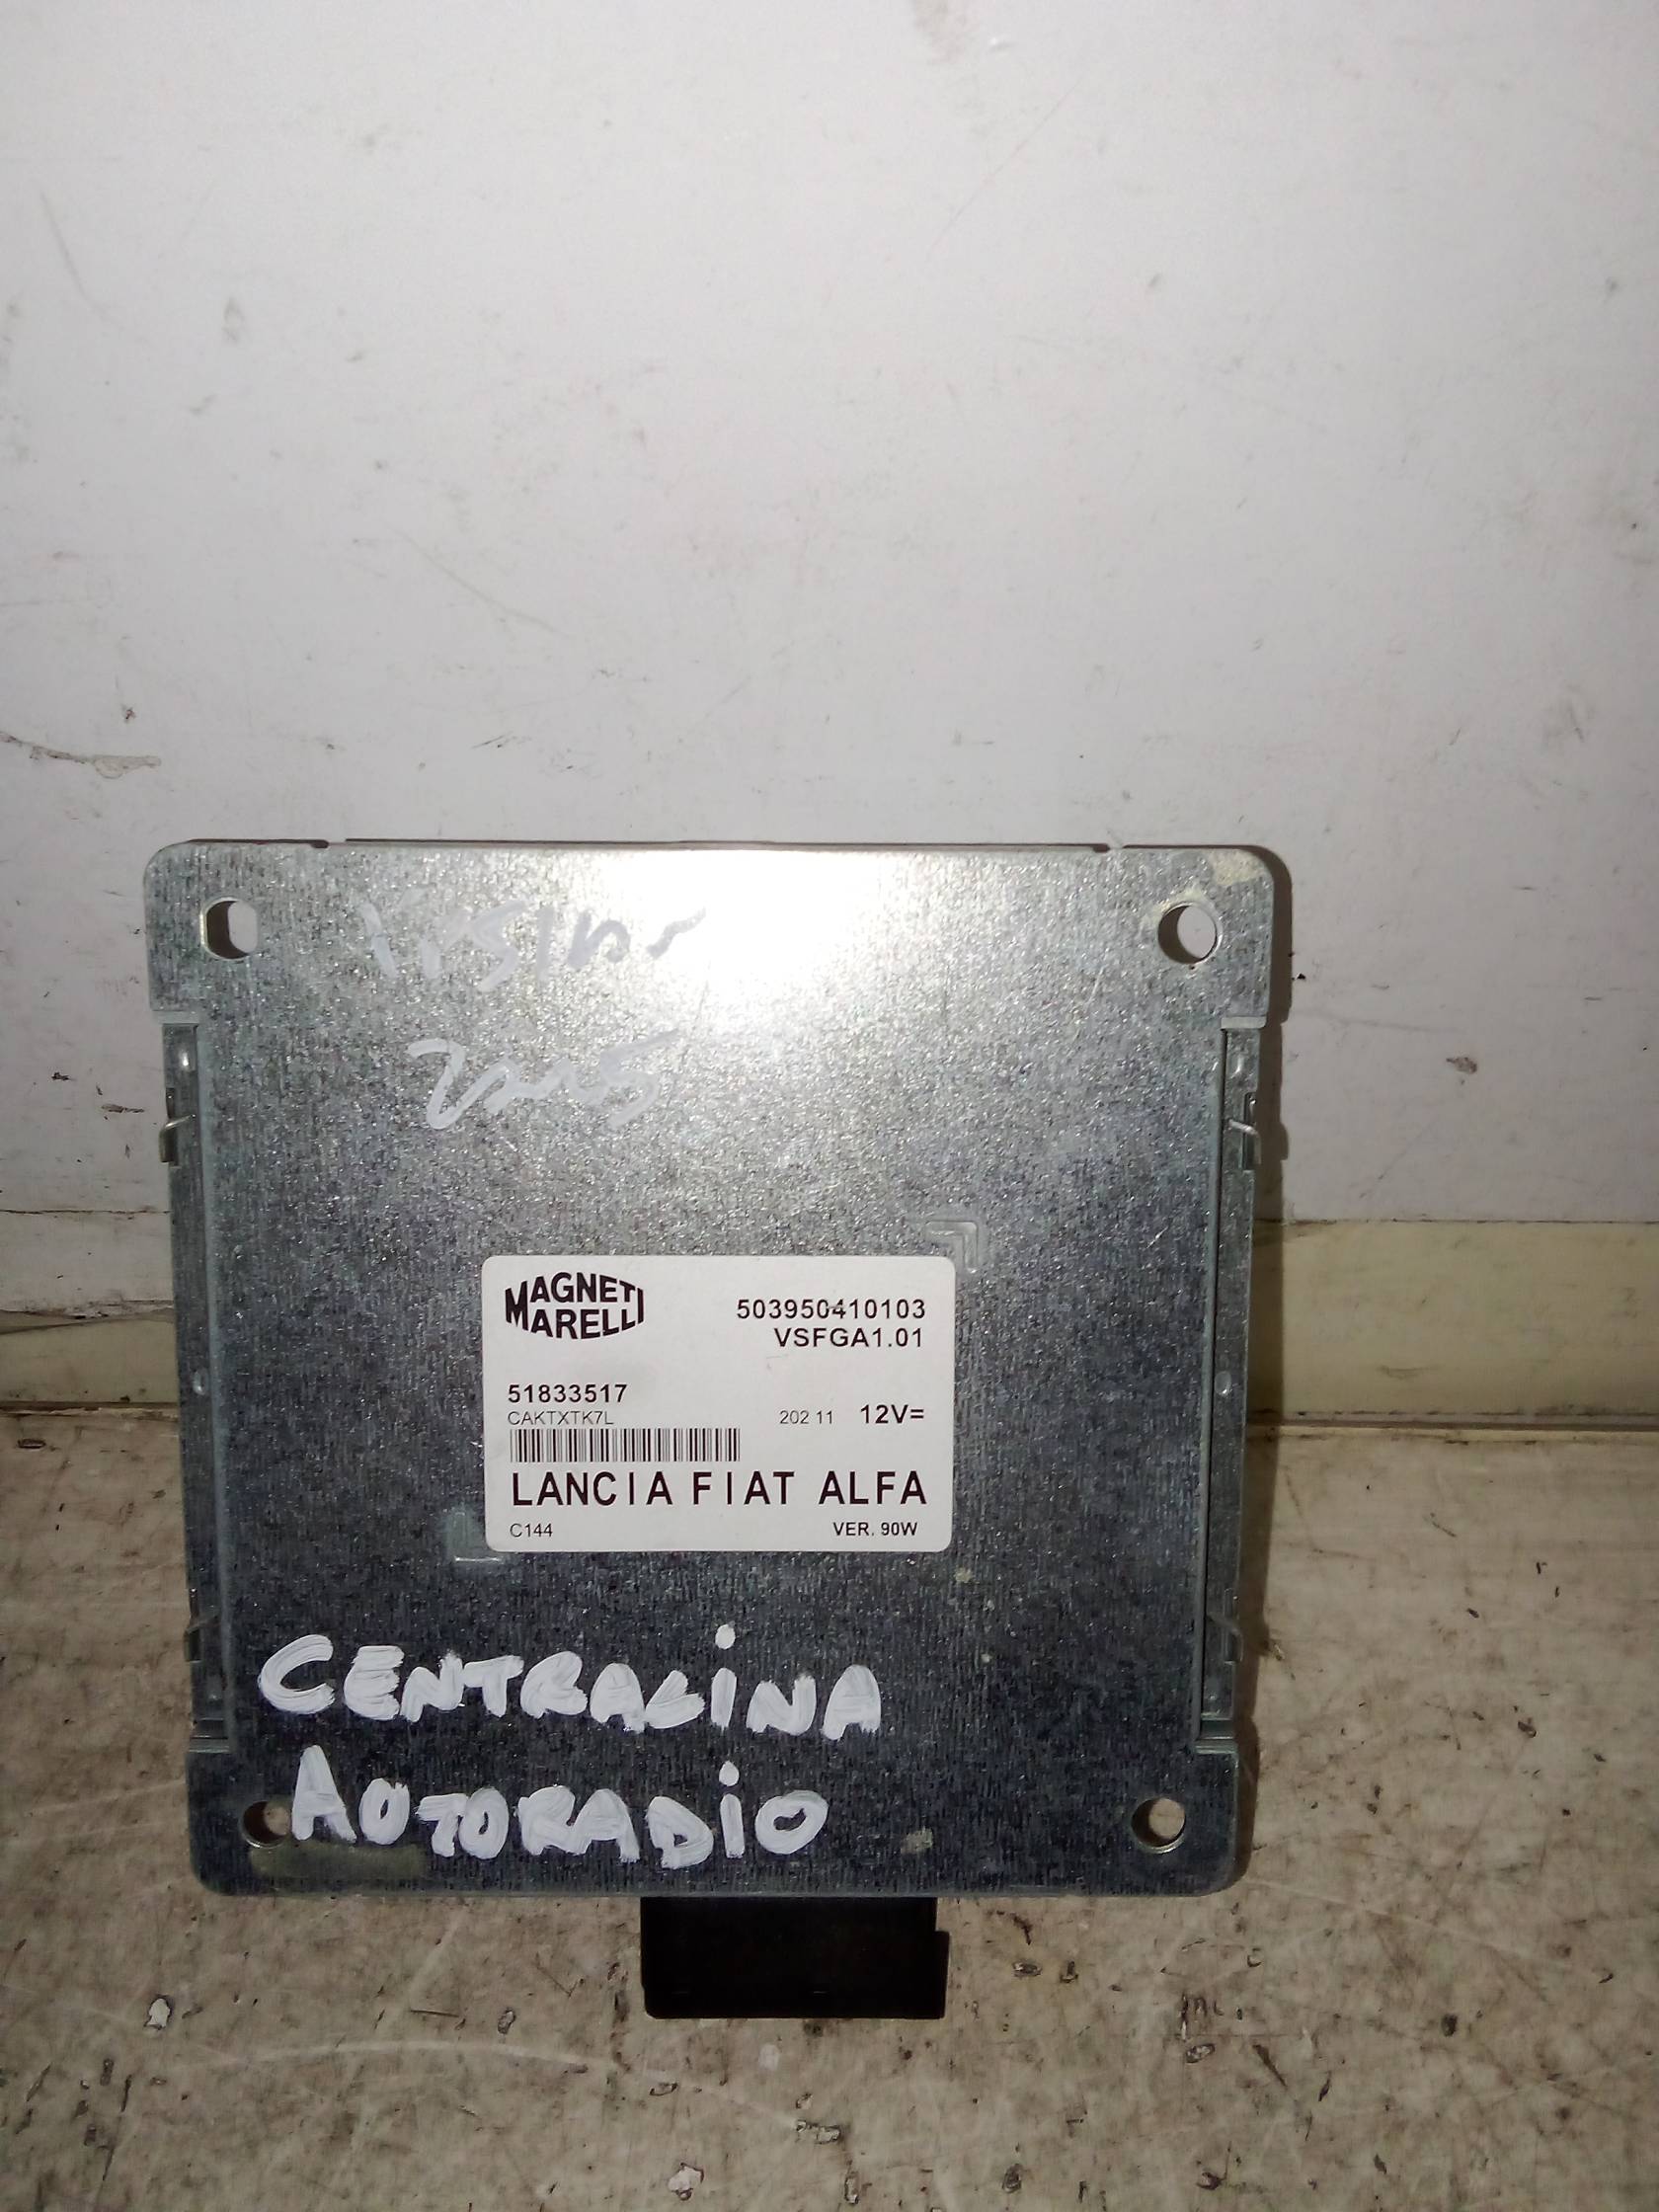 MAGNETI
MARELLI
503950410103
VSFGA1.01
51833517
CAKTXTK7L
202 11 12V=
LANCIA FIAT ALFA
C144 VER. 90W
CENTRALINA
AUTORADIO